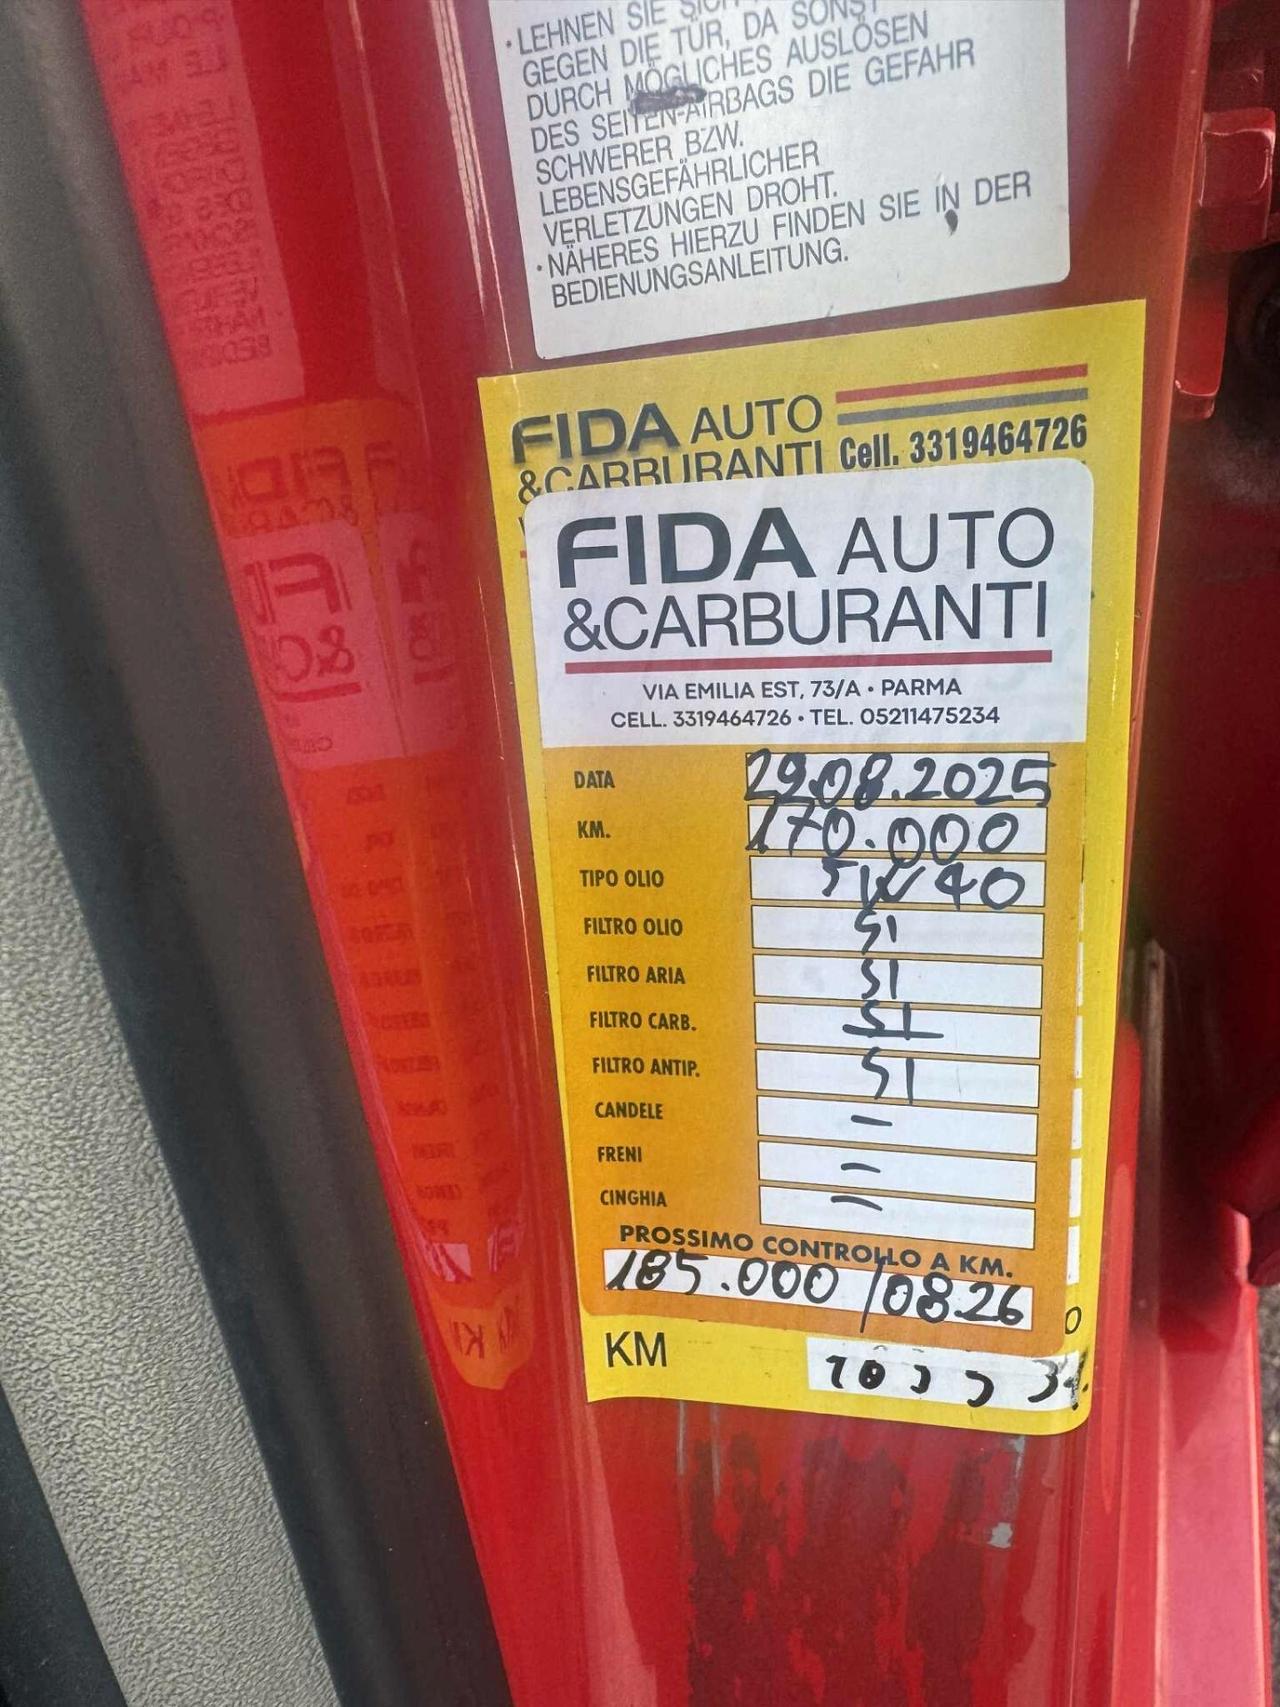 • LEHNEN SIE SICH
GEGEN DIE TÜR, DA SONST
DURCH MÖGLICHES AUSLÖSEN
DES SEITEN-AIRBAGS DIE GEFAHR
SCHWERER BZW.
LEBENSGEFÄHRLICHER
VERLETZUNGEN DROHT.
• NÄHERES HIERZU FINDEN SIE IN DER
BEDIENUNGSANLEITUNG.
FIDA AUTO
&CARBURANTI Cell. 3319464726
FIDA AUTO
&CARBURANTI
VIA EMILIA EST, 73/A • PARMA
CELL. 3319464726 • TEL. 05211475234
DATA 29.08.2025
KM. 170.000
TIPO OLIO 5W40
FILTRO OLIO SI
FILTRO ARIA SI
FILTRO CARB. SI
FILTRO ANTIP. SI
CANDELE –
FRENI –
CINGHIA –
PROSSIMO CONTROLLO A KM.
185.000 /08.26
KM